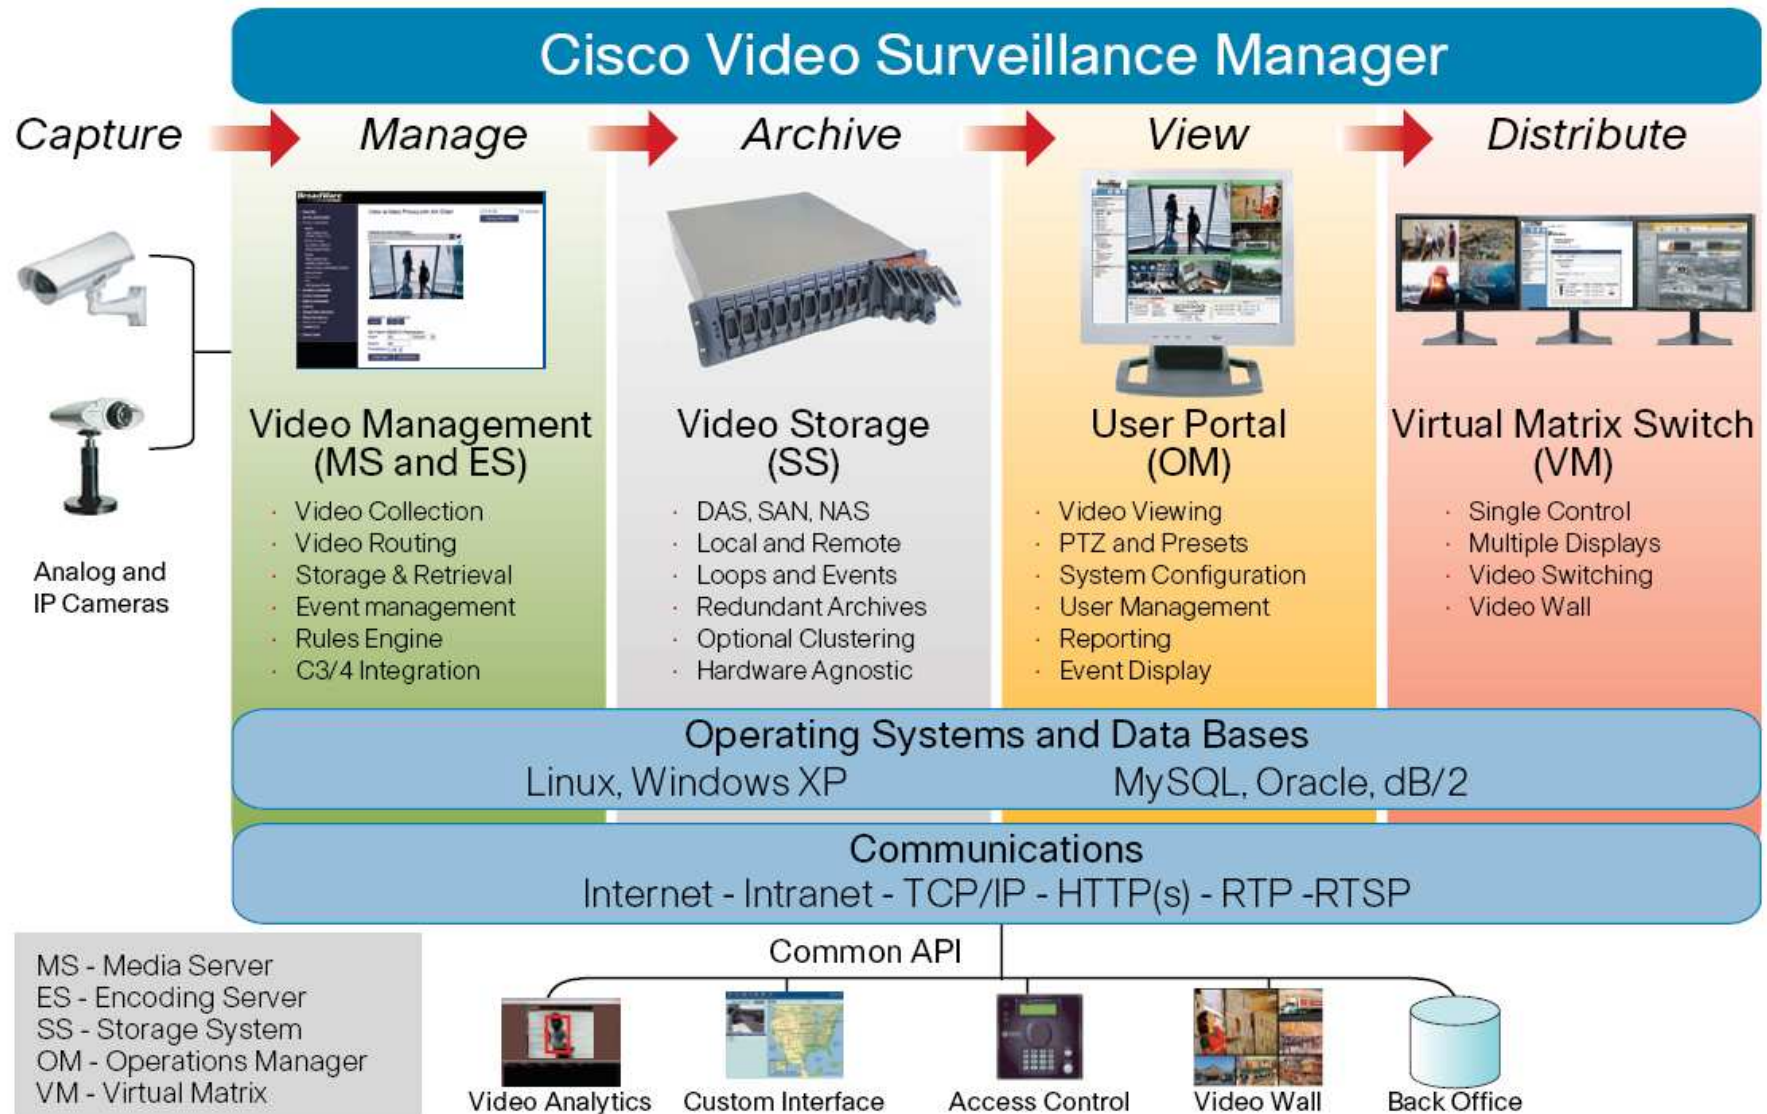 Cisco Video Surveillance Manager
Capture
Manage
Archive
View
Distribute
BroadWare
Video Management
(MS and ES)
· Video Collection
· Video Routing
· Storage & Retrieval
· Event management
· Rules Engine
· C3/4 Integration
Video Storage
(SS)
· DAS, SAN, NAS
· Local and Remote
· Loops and Events
· Redundant Archives
· Optional Clustering
· Hardware Agnostic
User Portal
(OM)
· Video Viewing
· PTZ and Presets
· System Configuration
· User Management
· Reporting
· Event Display
Virtual Matrix Switch
(VM)
· Single Control
· Multiple Displays
· Video Switching
· Video Wall
Analog and
IP Cameras
Operating Systems and Data Bases
Linux, Windows XP
MySQL, Oracle, dB/2
Communications
Internet - Intranet - TCP/IP - HTTP(s) - RTP -RTSP
Common API
MS - Media Server
ES - Encoding Server
SS - Storage System
OM - Operations Manager
VM - Virtual Matrix
Video Analytics
Custom Interface
Access Control
Video Wall
Back Office